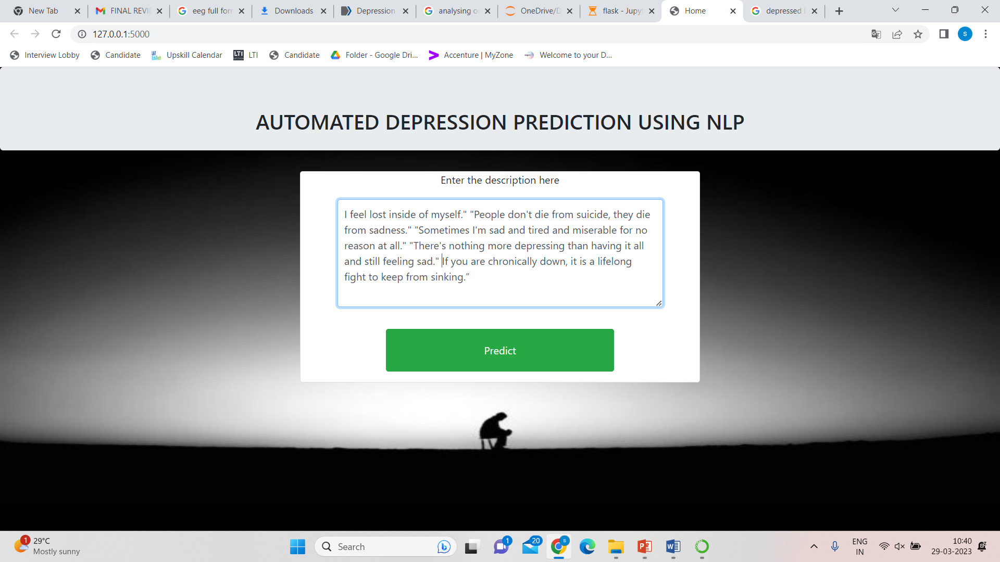 New Tab
FINAL REVIE
eeg full for
Downloads
Depression
analysing o
OneDrive/D
flask - Jupyt
Home
depressed
127.0.0.1:5000
S
Interview Lobby
Candidate
Upskill Calendar
LTI
LTI
Candidate
Folder - Google Dri...
Accenture | MyZone
Welcome to your D...
AUTOMATED DEPRESSION PREDICTION USING NLP
Enter the description here
I feel lost inside of myself." "People don't die from suicide, they die
from sadness." "Sometimes I'm sad and tired and miserable for no
reason at all." "There's nothing more depressing than having it all
and still feeling sad." If you are chronically down, it is a lifelong
fight to keep from sinking.”
Predict
1
29°C
Mostly sunny
Search
1
20
S
ENG
IN
10:40
29-03-2023